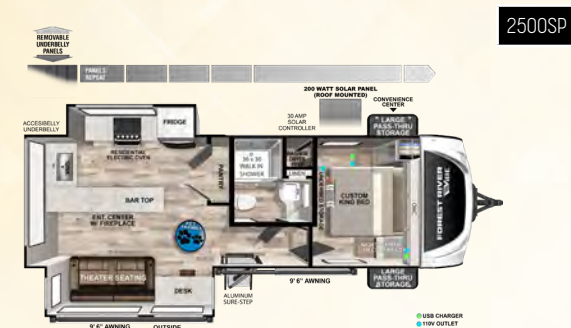 2500SP
REMOVABLE
UNDERBELLY
PANELS
PANELS
REPEAT
200 WATT SOLAR PANEL
(ROOF MOUNTED)
CONVENIENCE
CENTER
30 AMP
SOLAR
CONTROLLER
LARGE
PASS-THRU
STORAGE
ACCESIBELLY
UNDERBELLY
FRIDGE
RESIDENTIAL
ELECTRIC OVEN
PANTRY
30 x 30
WALK IN
SHOWER
LINEN
CUSTOM
KING BED
FOREST RIVER
VIBE
BAR TOP
ENT. CENTER
W/ FIREPLACE
THEATER SEATING
DESK
ALUMINUM
SURE-STEP
9' 6" AWNING
LARGE
PASS-THRU
STORAGE
USB CHARGER
110V OUTLET
9' 6" AWNING
OUTSIDE